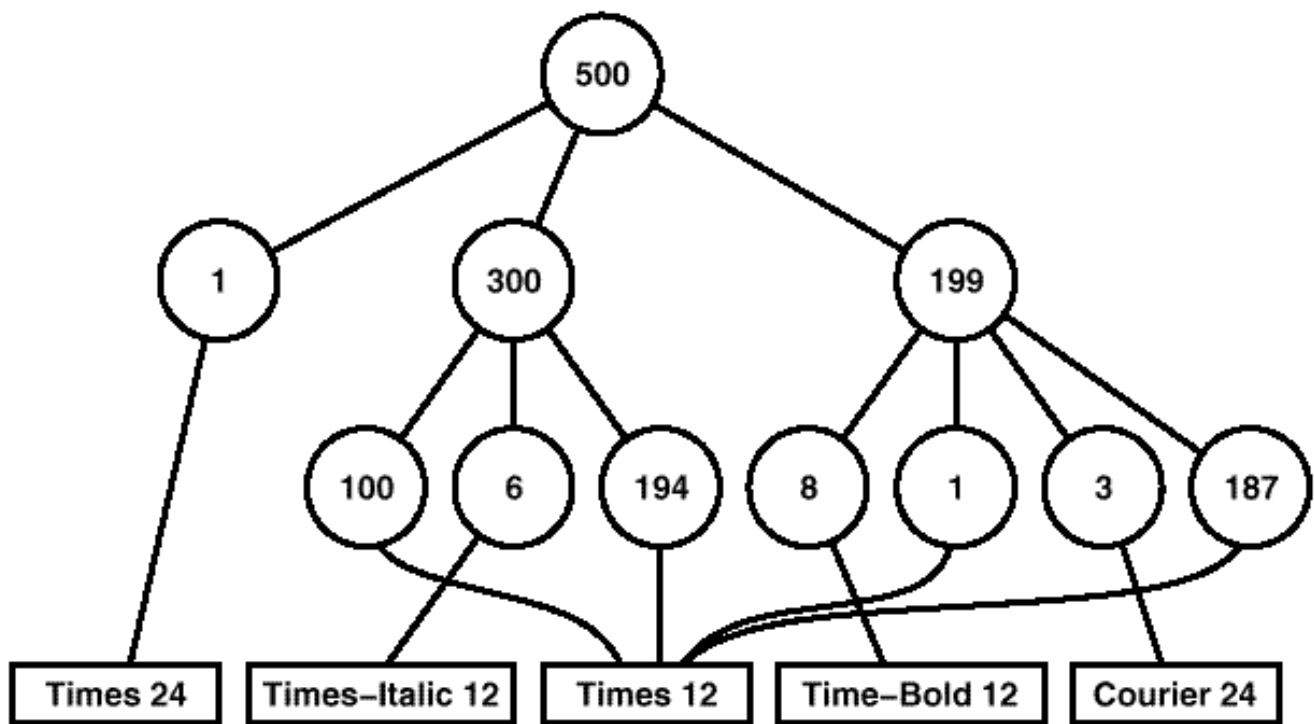 500
1
300
199
100
6
194
8
1
3
187
Times 24
Times-Italic 12
Times 12
Time-Bold 12
Courier 24